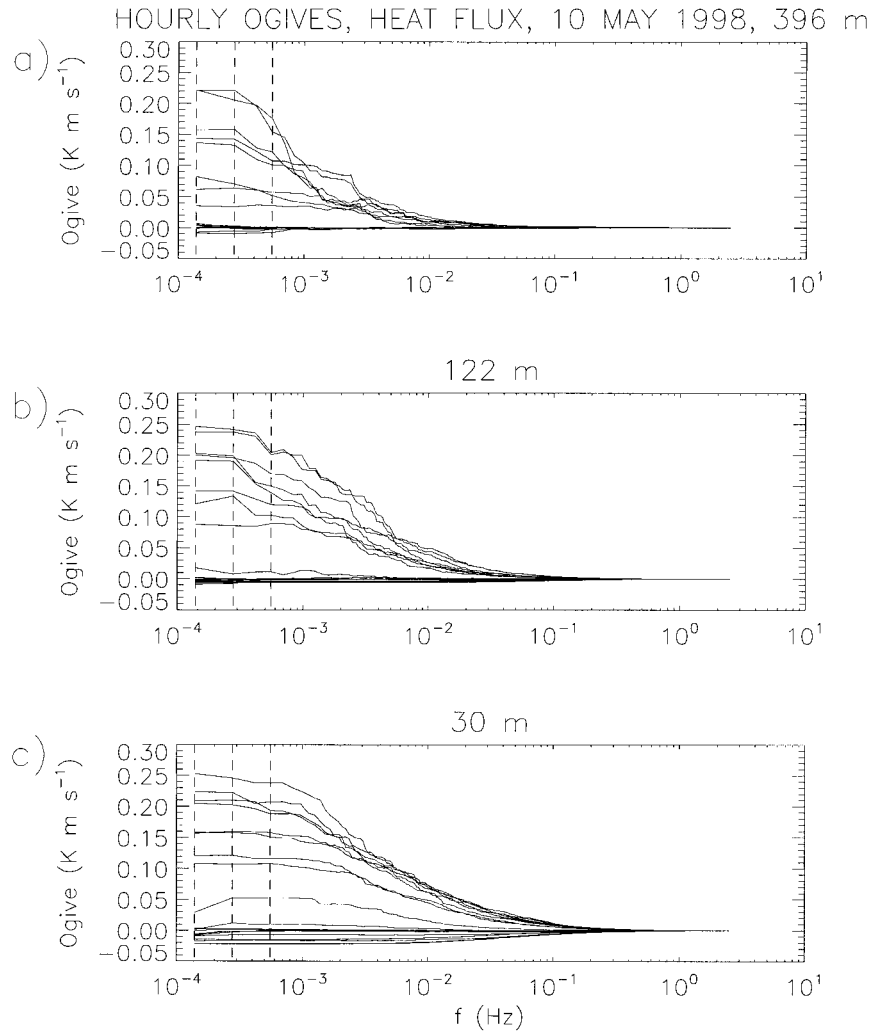 HOURLY OGIVES, HEAT FLUX, 10 MAY 1998, 396 m
a)
0.30
0.25
0.20
0.15
0.10
0.05
0.00
−0.05
Ogive (K m s⁻¹)
10⁻⁴ 10⁻³ 10⁻² 10⁻¹ 10⁰ 10¹
122 m
b)
0.30
0.25
0.20
0.15
0.10
0.05
0.00
−0.05
Ogive (K m s⁻¹)
10⁻⁴ 10⁻³ 10⁻² 10⁻¹ 10⁰ 10¹
30 m
c)
0.30
0.25
0.20
0.15
0.10
0.05
0.00
−0.05
Ogive (K m s⁻¹)
10⁻⁴ 10⁻³ 10⁻² 10⁻¹ 10⁰ 10¹
f (Hz)